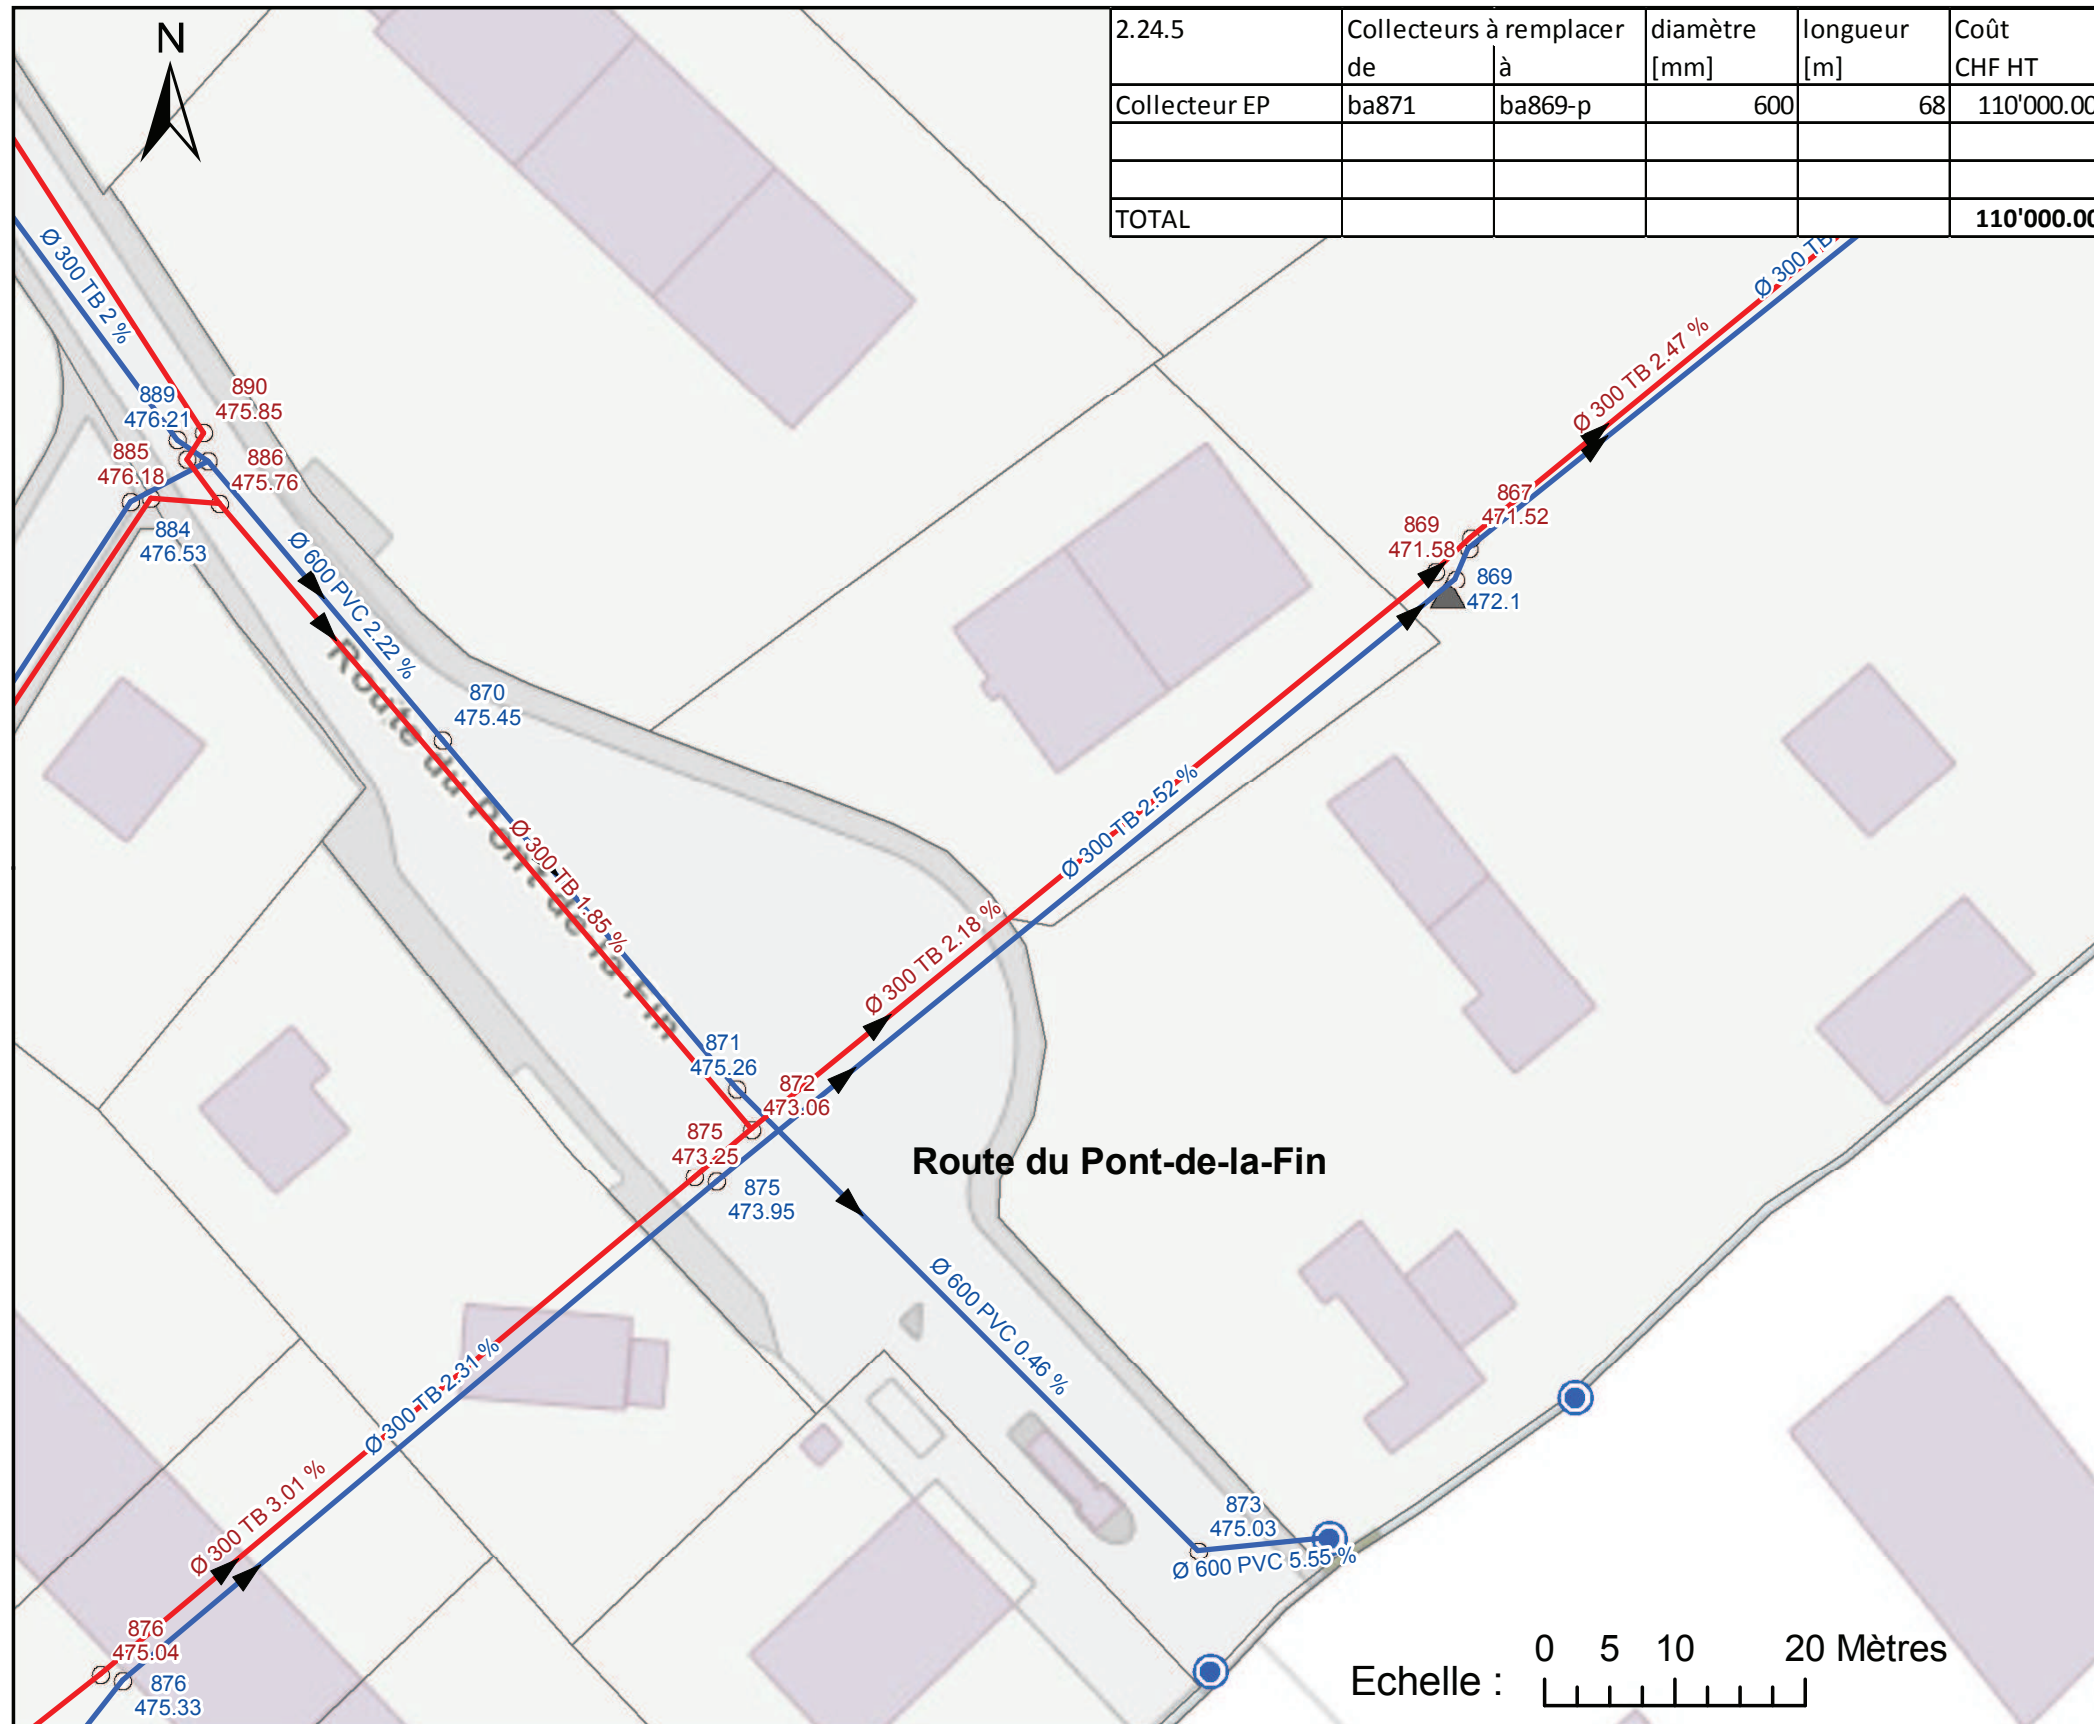 N
2.24.5 Collecteurs à remplacer diamètre longueur Coût
de à [mm] [m] CHF HT
Collecteur EP ba871 ba869-p 600 68 110'000.00
TOTAL 110'000.00
Ø 300 TB 2 %
Ø 300 TB
Ø 300 TB 2.47 %
889
476.21
890
475.85
885
476.18
886
475.76
884
476.53
867
471.52
869
471.58
869
472.1
Ø 600 PVC 2.22 %
Route du Pont-de-la-Fin
870
475.45
Ø 300 TB 2.52 %
Ø 300 TB 1.85 %
Ø 300 TB 2.18 %
871
475.26
872
473.06
875
473.25
875
473.95
Route du Pont-de-la-Fin
Ø 600 PVC 0.46 %
Ø 300 TB 2.31 %
Ø 300 TB 3.01 %
873
475.03
Ø 600 PVC 5.55 %
876
475.04
876
475.33
Echelle :
0 5 10 20 Mètres